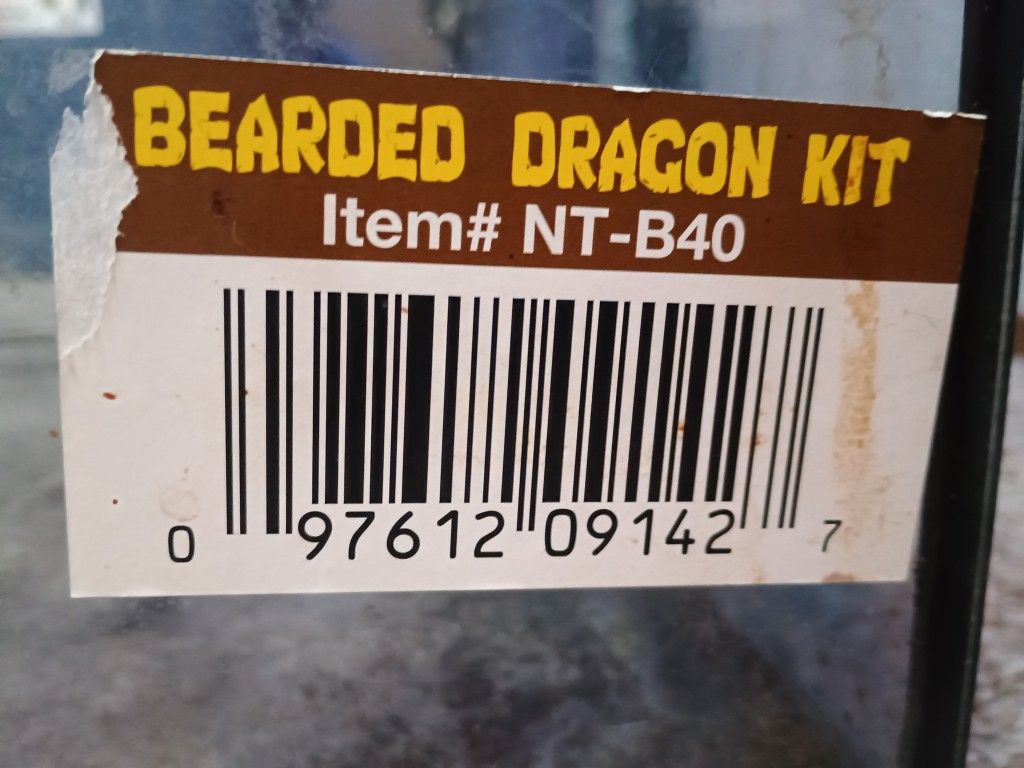 BEARDED DRAGON KIT
Item# NT-B40
0 97612 09142 7